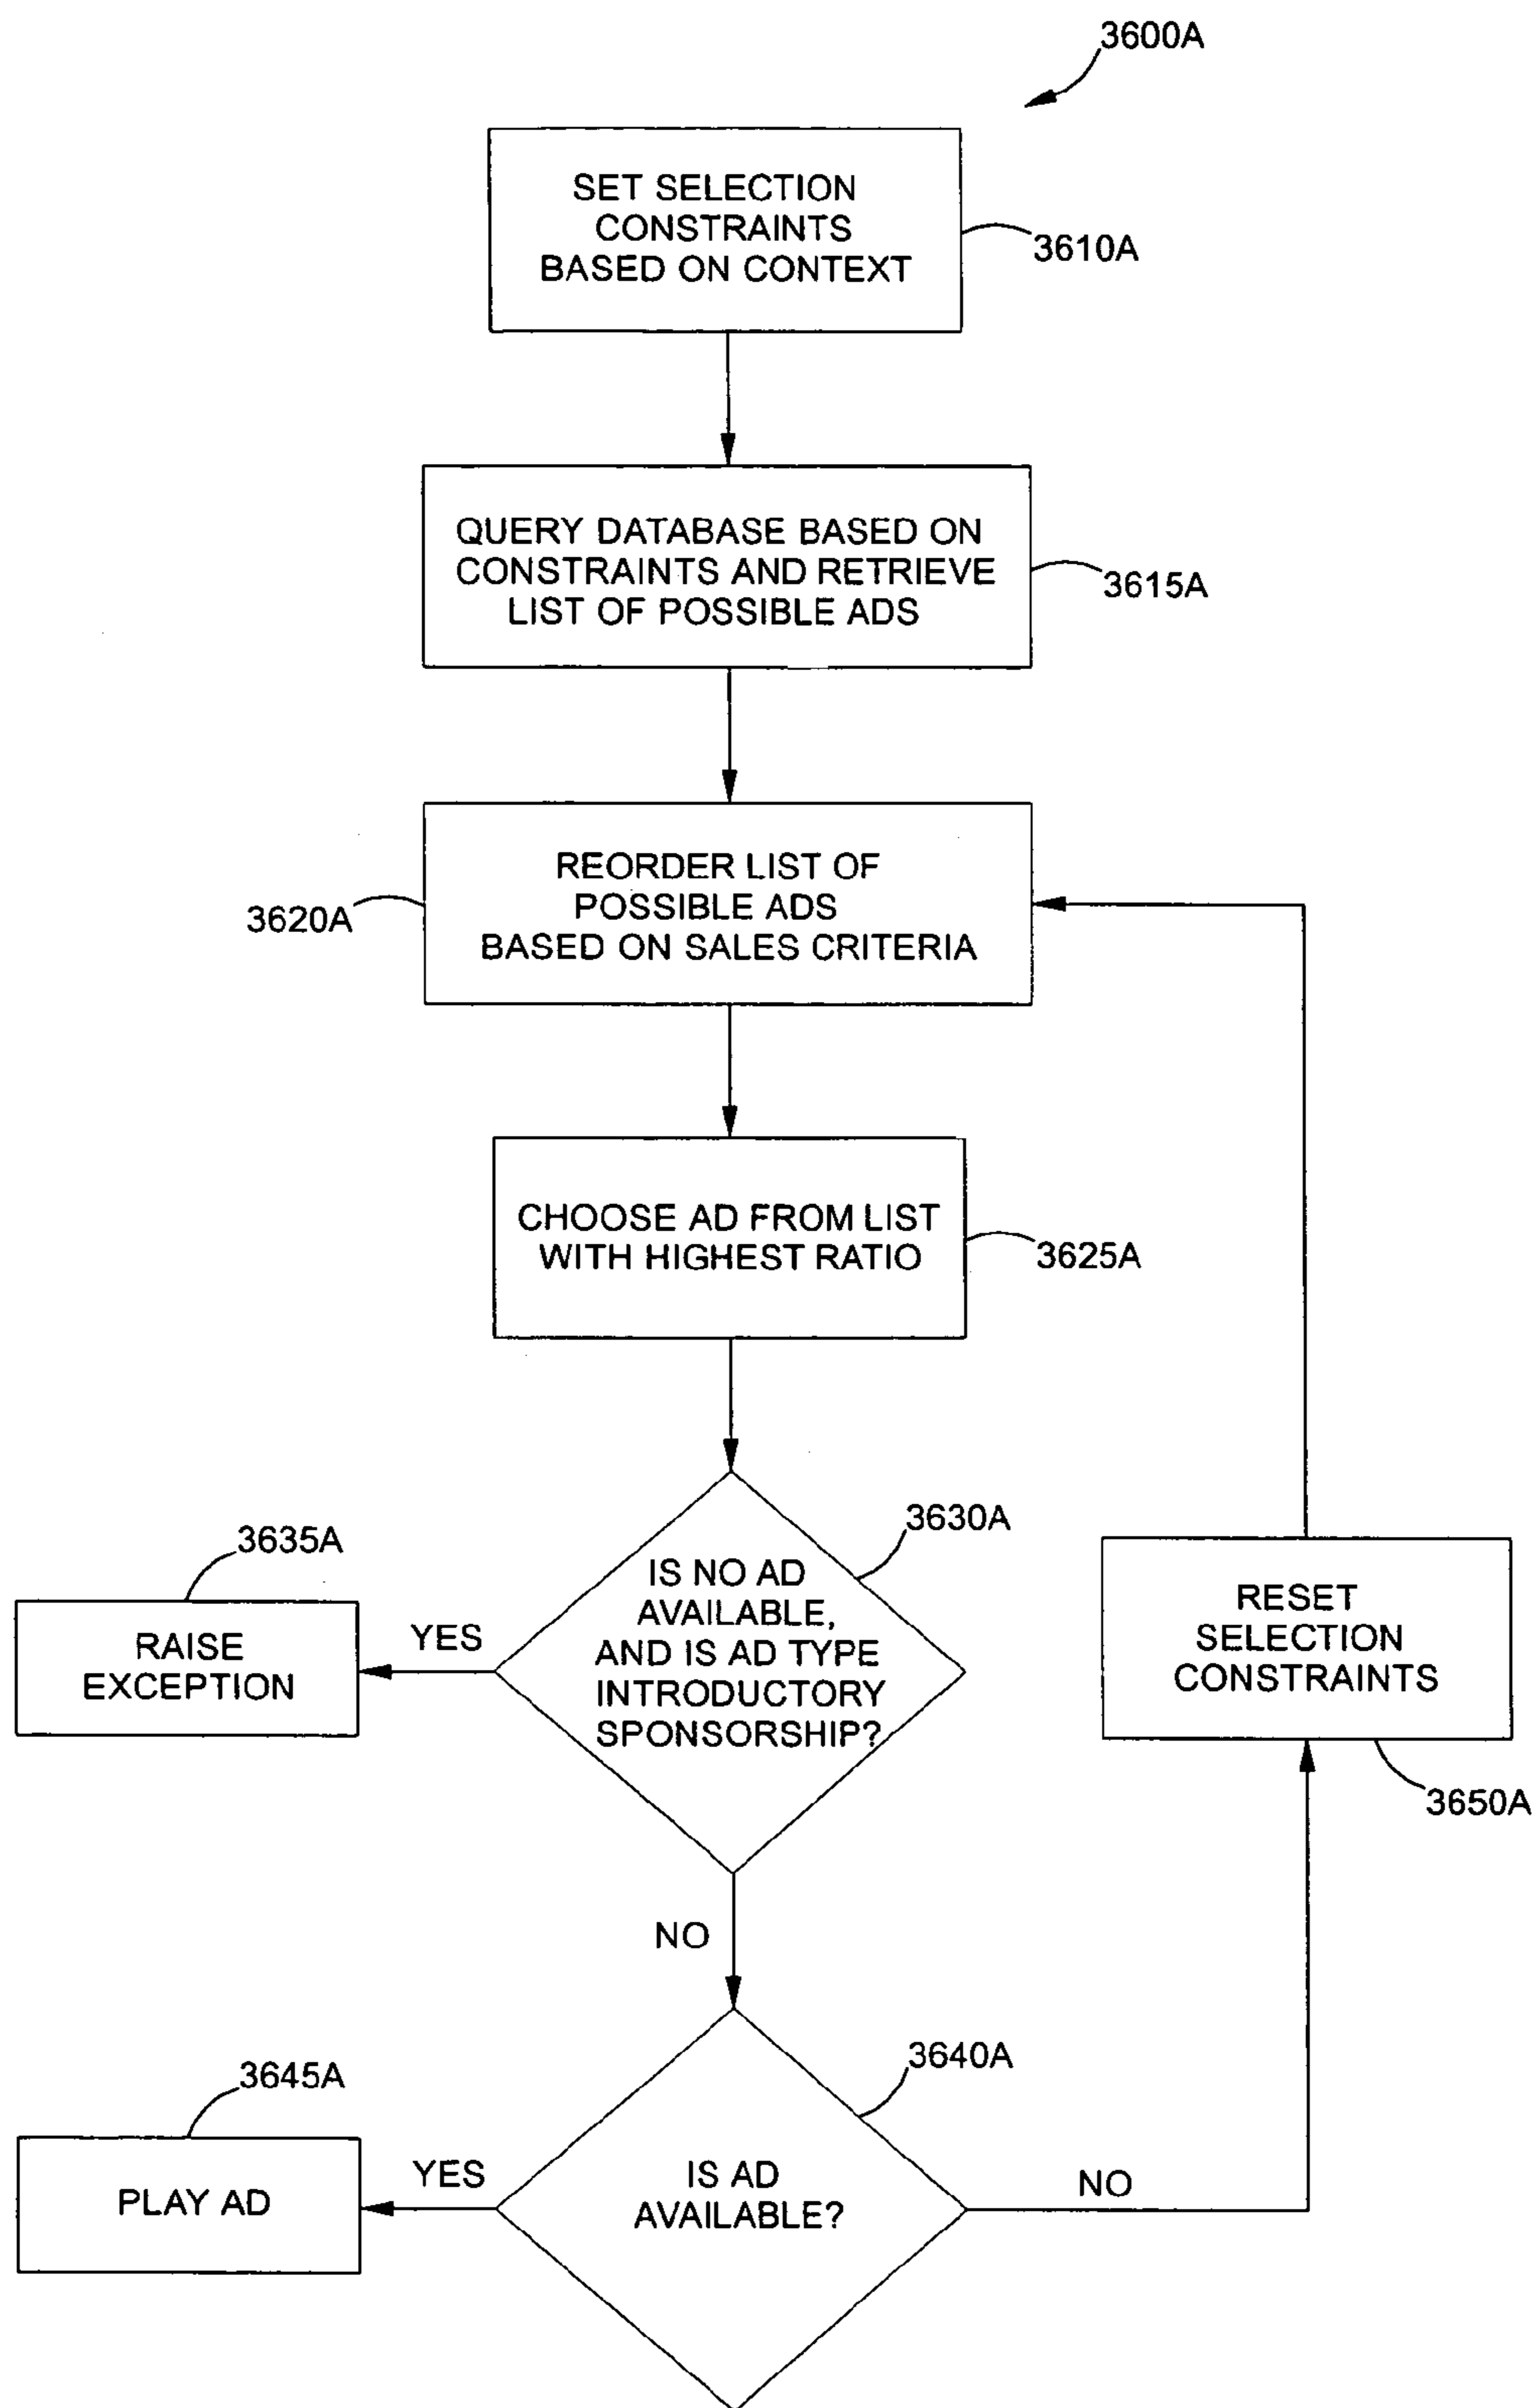 3600A
SET SELECTION
CONSTRAINTS
BASED ON CONTEXT
3610A
QUERY DATABASE BASED ON
CONSTRAINTS AND RETRIEVE
LIST OF POSSIBLE ADS
3615A
REORDER LIST OF
POSSIBLE ADS
BASED ON SALES CRITERIA
3620A
CHOOSE AD FROM LIST
WITH HIGHEST RATIO
3625A
3630A
IS NO AD
AVAILABLE,
AND IS AD TYPE
INTRODUCTORY
SPONSORSHIP?
3635A
RAISE
EXCEPTION
YES
RESET
SELECTION
CONSTRAINTS
3650A
NO
3640A
3645A
PLAY AD
YES
IS AD
AVAILABLE?
NO